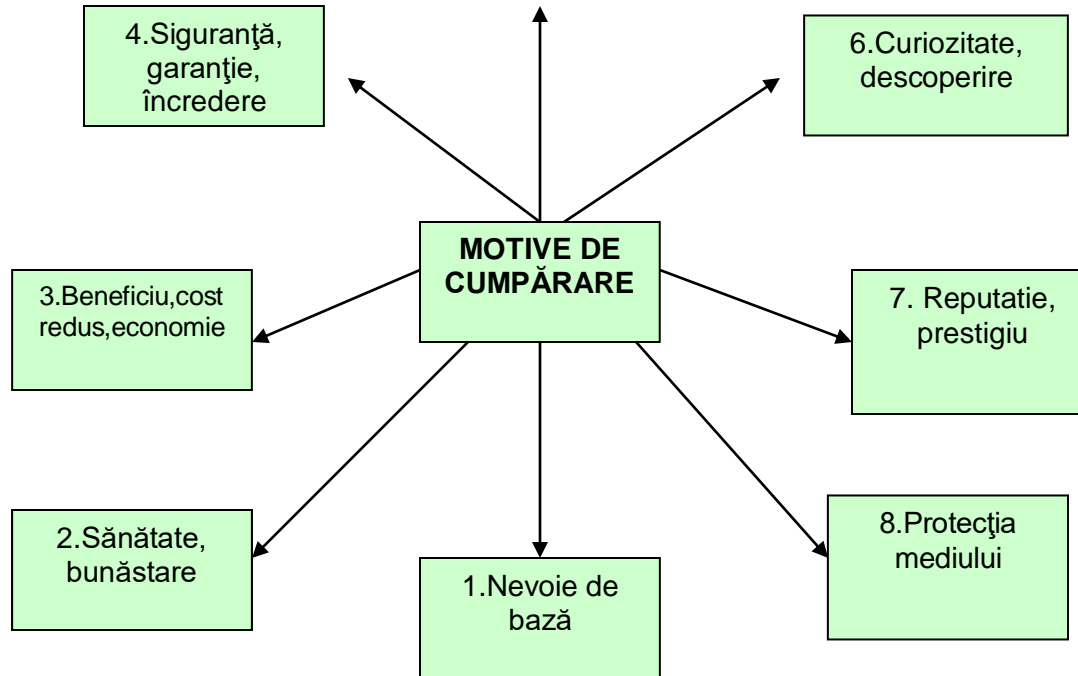 4.Siguranţă,
garanţie,
încredere
6.Curiozitate,
descoperire
MOTIVE DE
CUMPĂRARE
3.Beneficiu,cost
redus,economie
7. Reputatie,
prestigiu
2.Sănătate,
bunăstare
1.Nevoie de
bază
8.Protecţia
mediului